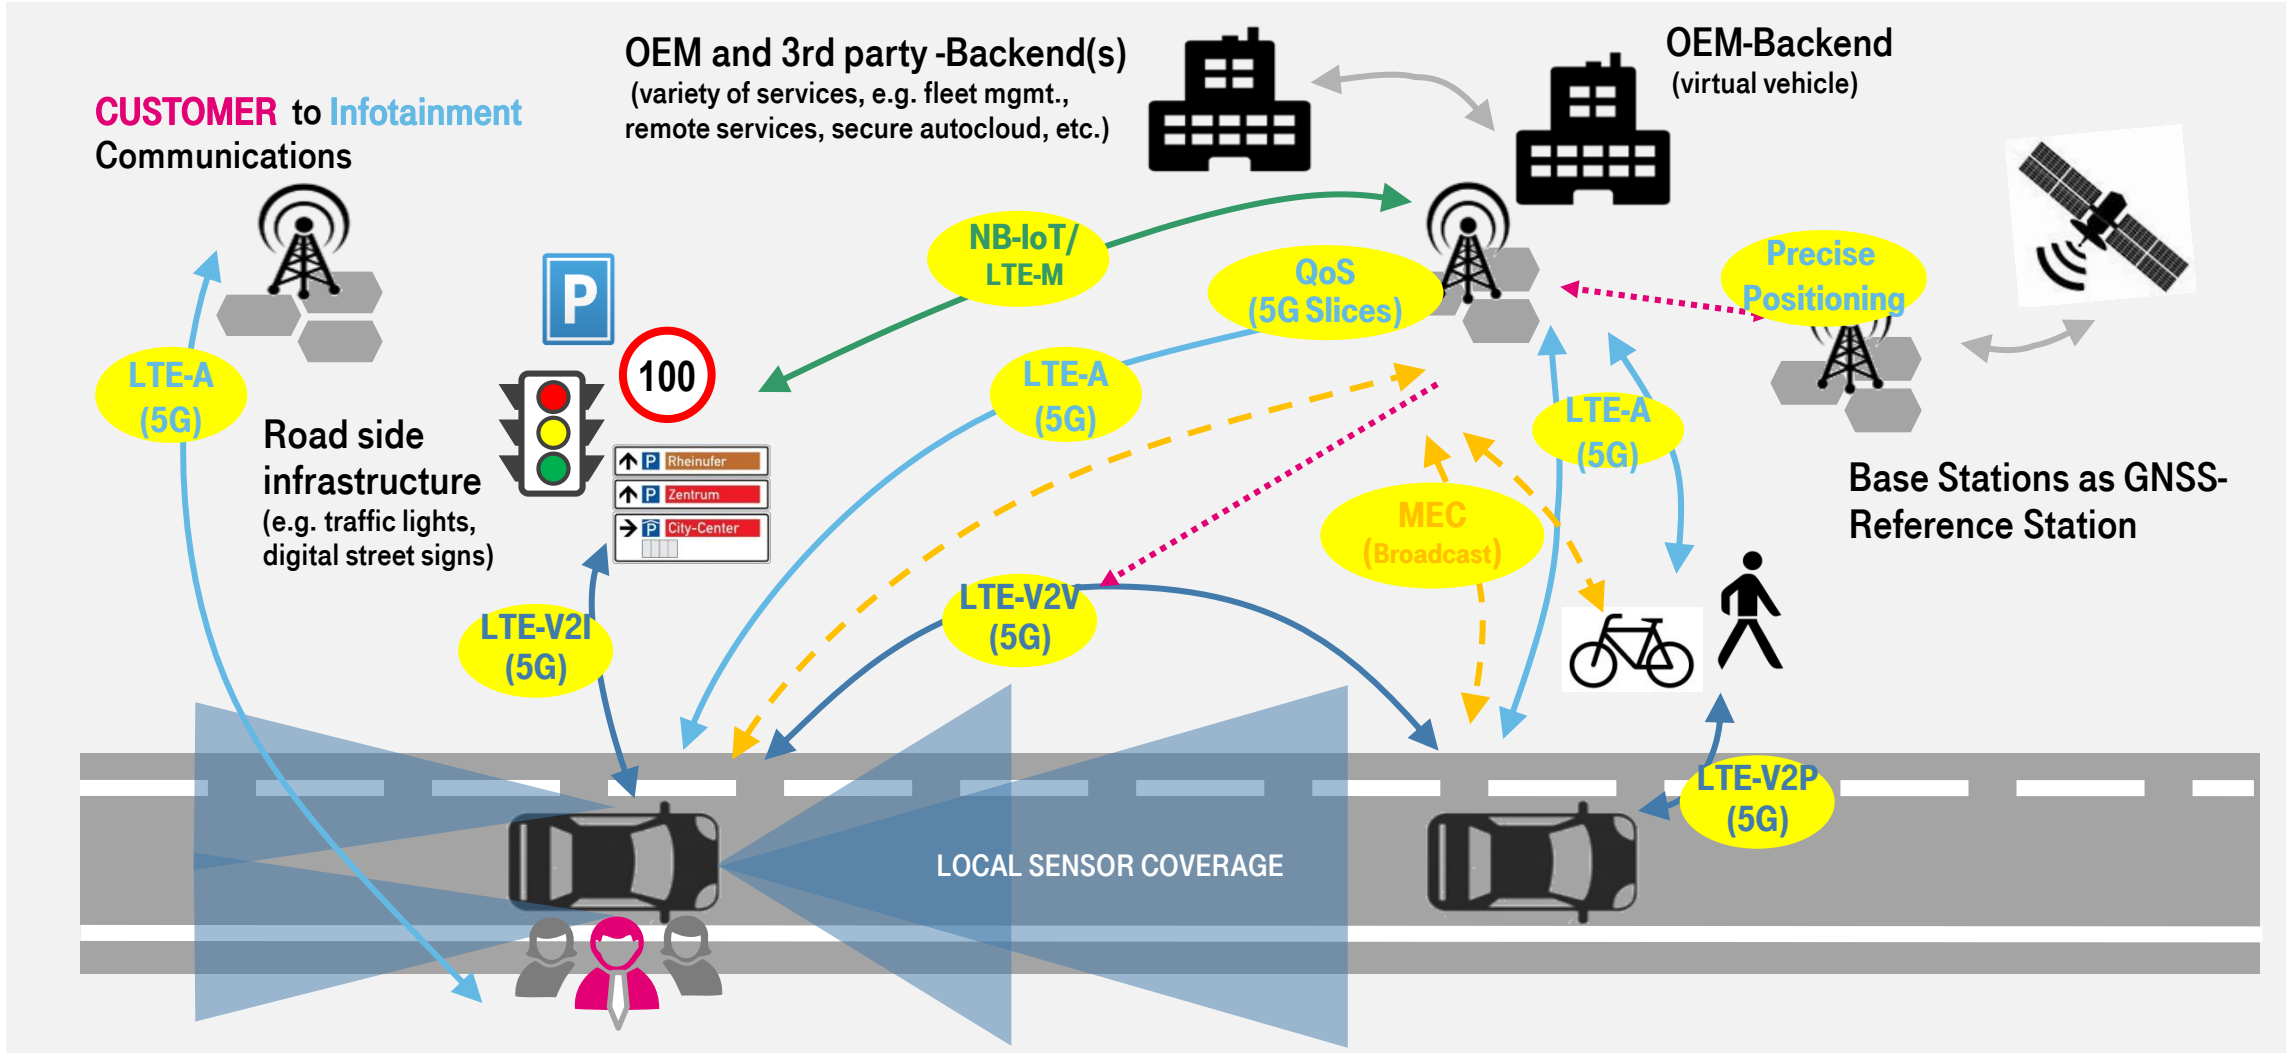 OEM and 3rd party -Backend(s)
(variety of services, e.g. fleet mgmt.,
remote services, secure autocloud, etc.)
OEM-Backend
(virtual vehicle)
CUSTOMER to Infotainment
Communications
NB-IoT/
LTE-M
QoS
(5G Slices)
Precise
Positioning
P
100
LTE-A
(5G)
LTE-A
(5G)
LTE-A
(5G)
Road side
infrastructure
(e.g. traffic lights,
digital street signs)
P Rheinufer
P Zentrum
P City-Center
Base Stations as GNSS-
Reference Station
MEC
(Broadcast)
LTE-V2I
(5G)
LTE-V2V
(5G)
LTE-V2P
(5G)
LOCAL SENSOR COVERAGE